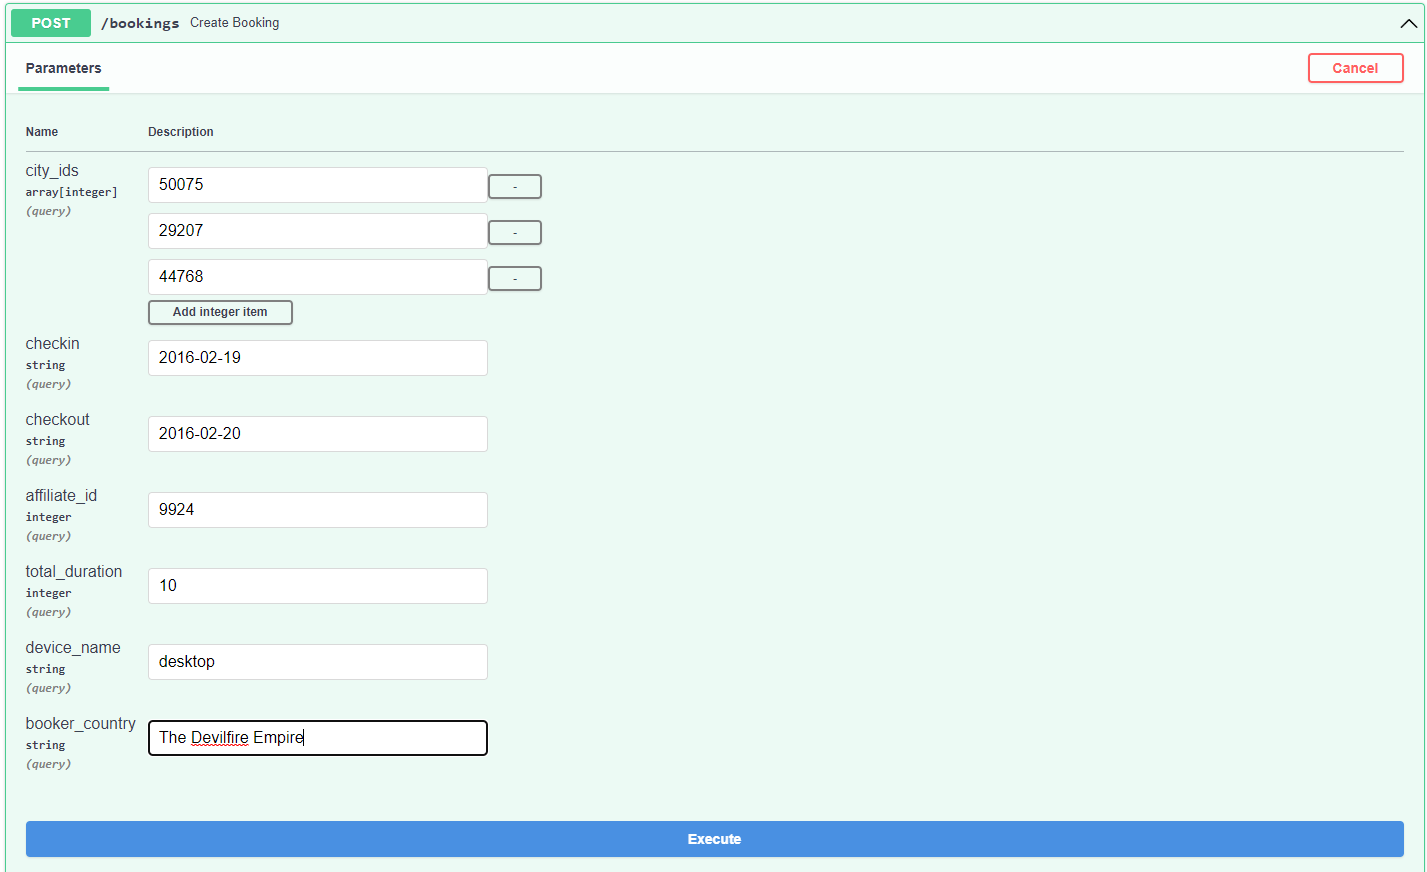 POST /bookings Create Booking
Parameters
Cancel
Name Description
city_ids
array[integer]
(query)
50075 -
29207 -
44768 -
Add integer item
checkin
string
(query)
2016-02-19
checkout
string
(query)
2016-02-20
affiliate_id
integer
(query)
9924
total_duration
integer
(query)
10
device_name
string
(query)
desktop
booker_country
string
(query)
The Devilfire Empire
Execute